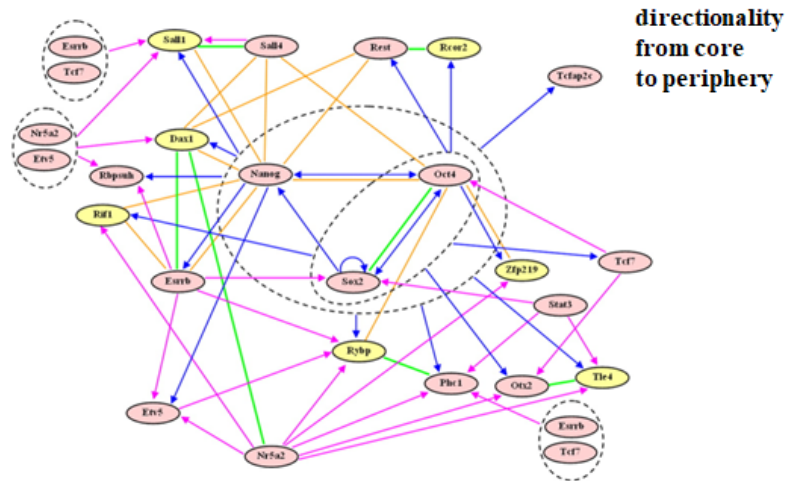 directionality
from core
to periphery
Esrrb
Tcf7
Sall1
Sall4
Rest
Rcor2
Tcfap2c
Nr5a2
Etv5
Dax1
Rbpsuh
Nanog
Oct4
Rif1
Esrrb
Sox2
Zfp219
Tcf7
Stat3
Rybp
Phc1
Otx2
Tle4
Etv5
Nr5a2
Esrrb
Tcf7